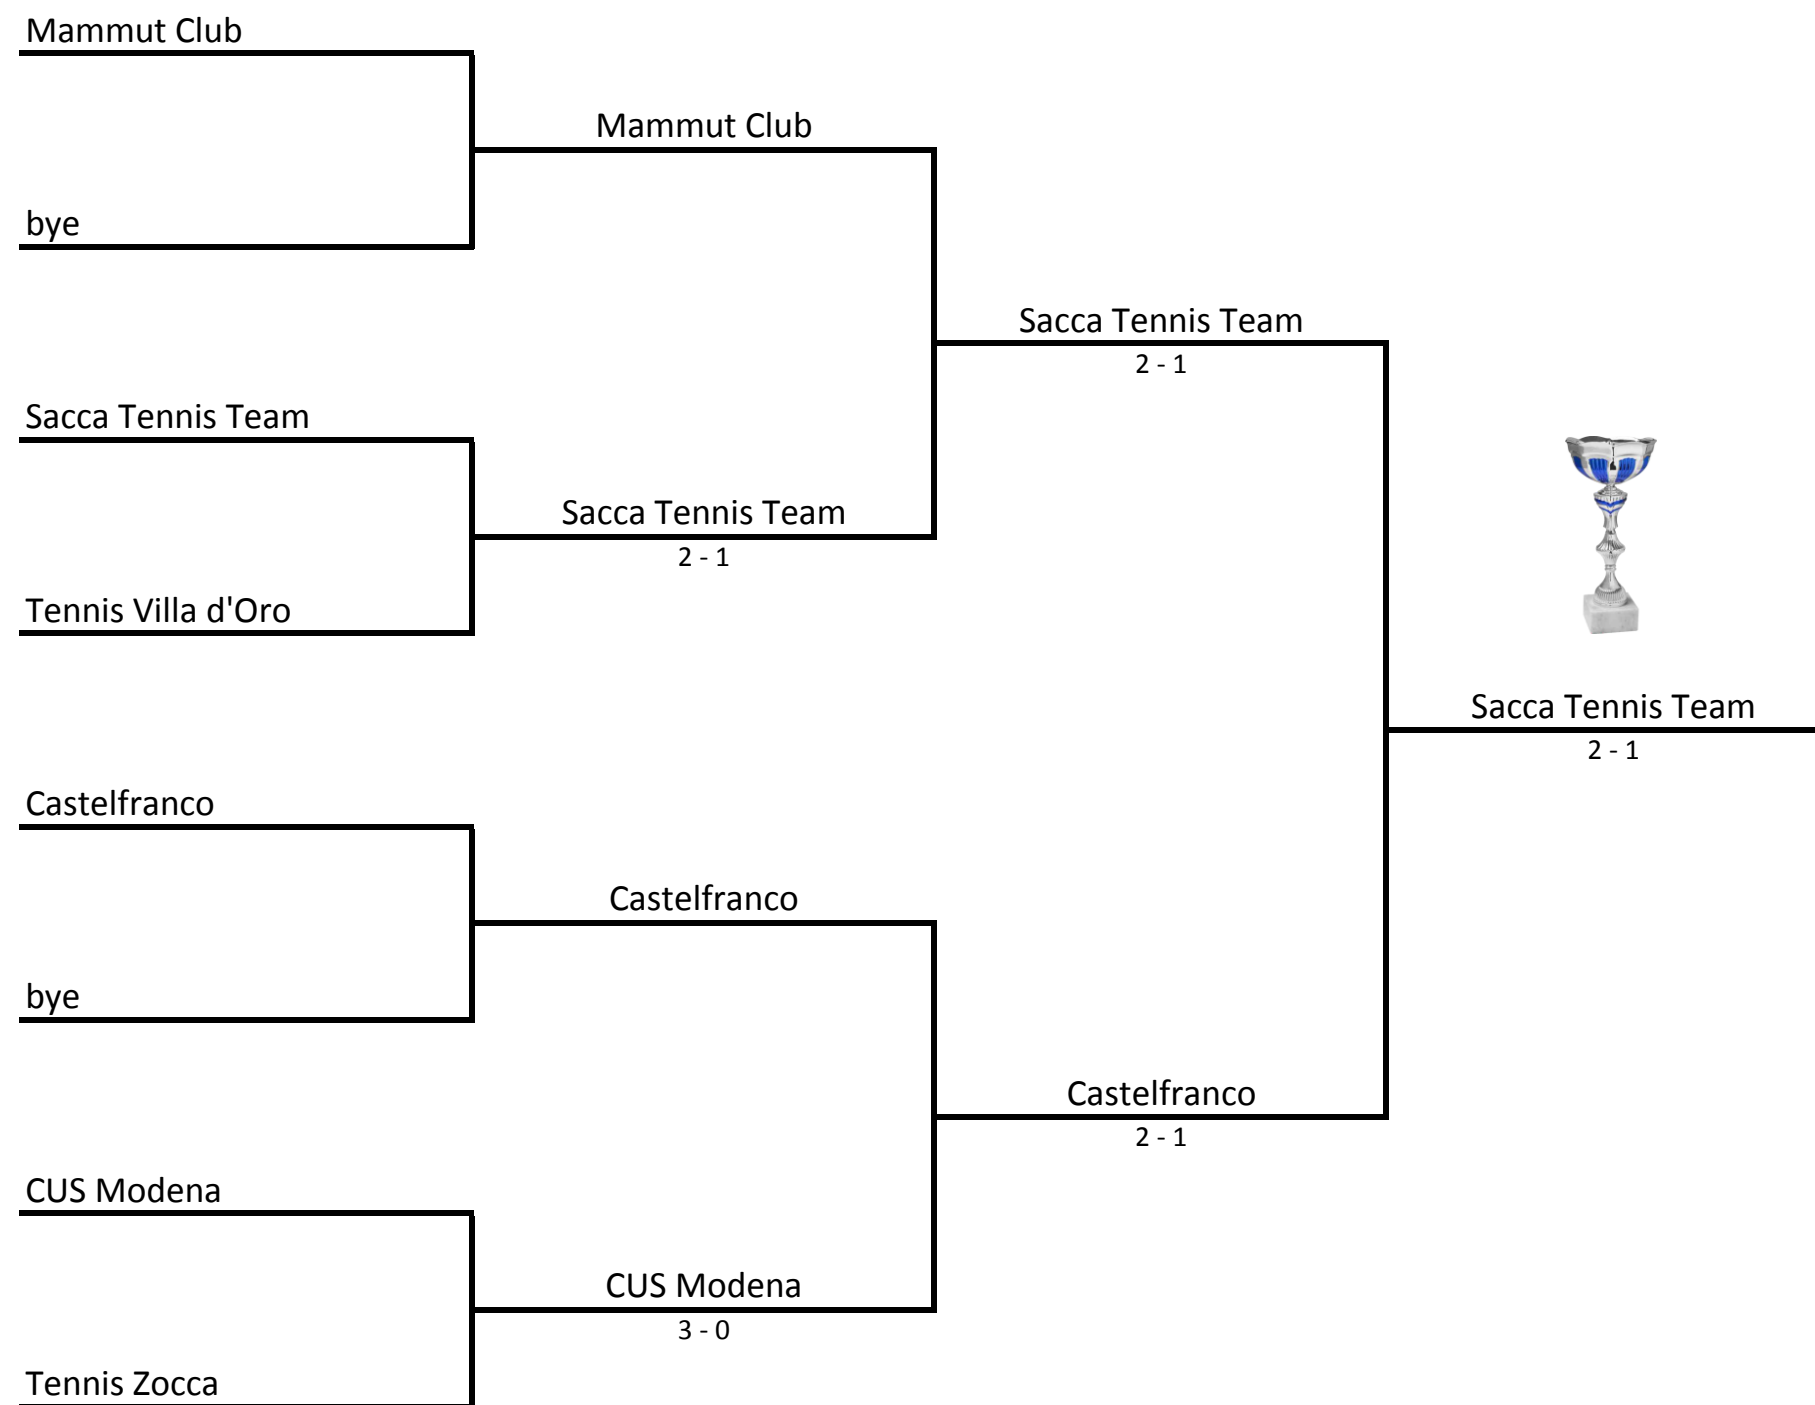 Mammut Club
Mammut Club
bye
Sacca Tennis Team
2 - 1
Sacca Tennis Team
Sacca Tennis Team
2 - 1
Tennis Villa d'Oro
Sacca Tennis Team
2 - 1
Castelfranco
Castelfranco
bye
Castelfranco
2 - 1
CUS Modena
CUS Modena
3 - 0
Tennis Zocca